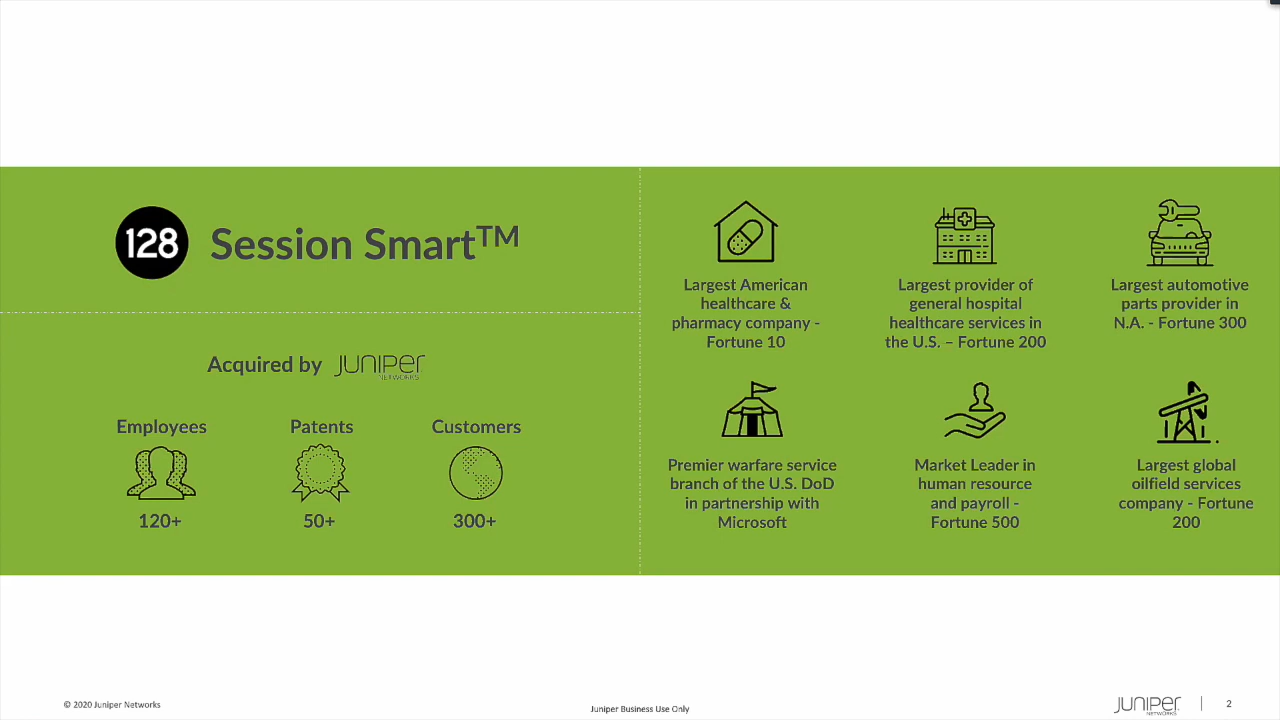 128 Session Smart™
Acquired by JUNIPER NETWORKS
Employees
Patents
Customers
120+
50+
300+
Largest American
healthcare &
pharmacy company -
Fortune 10
Largest provider of
general hospital
healthcare services in
the U.S. – Fortune 200
Largest automotive
parts provider in
N.A. - Fortune 300
Premier warfare service
branch of the U.S. DoD
in partnership with
Microsoft
Market Leader in
human resource
and payroll -
Fortune 500
Largest global
oilfield services
company - Fortune
200
© 2020 Juniper Networks
Juniper Business Use Only
JUNIPER NETWORKS
2